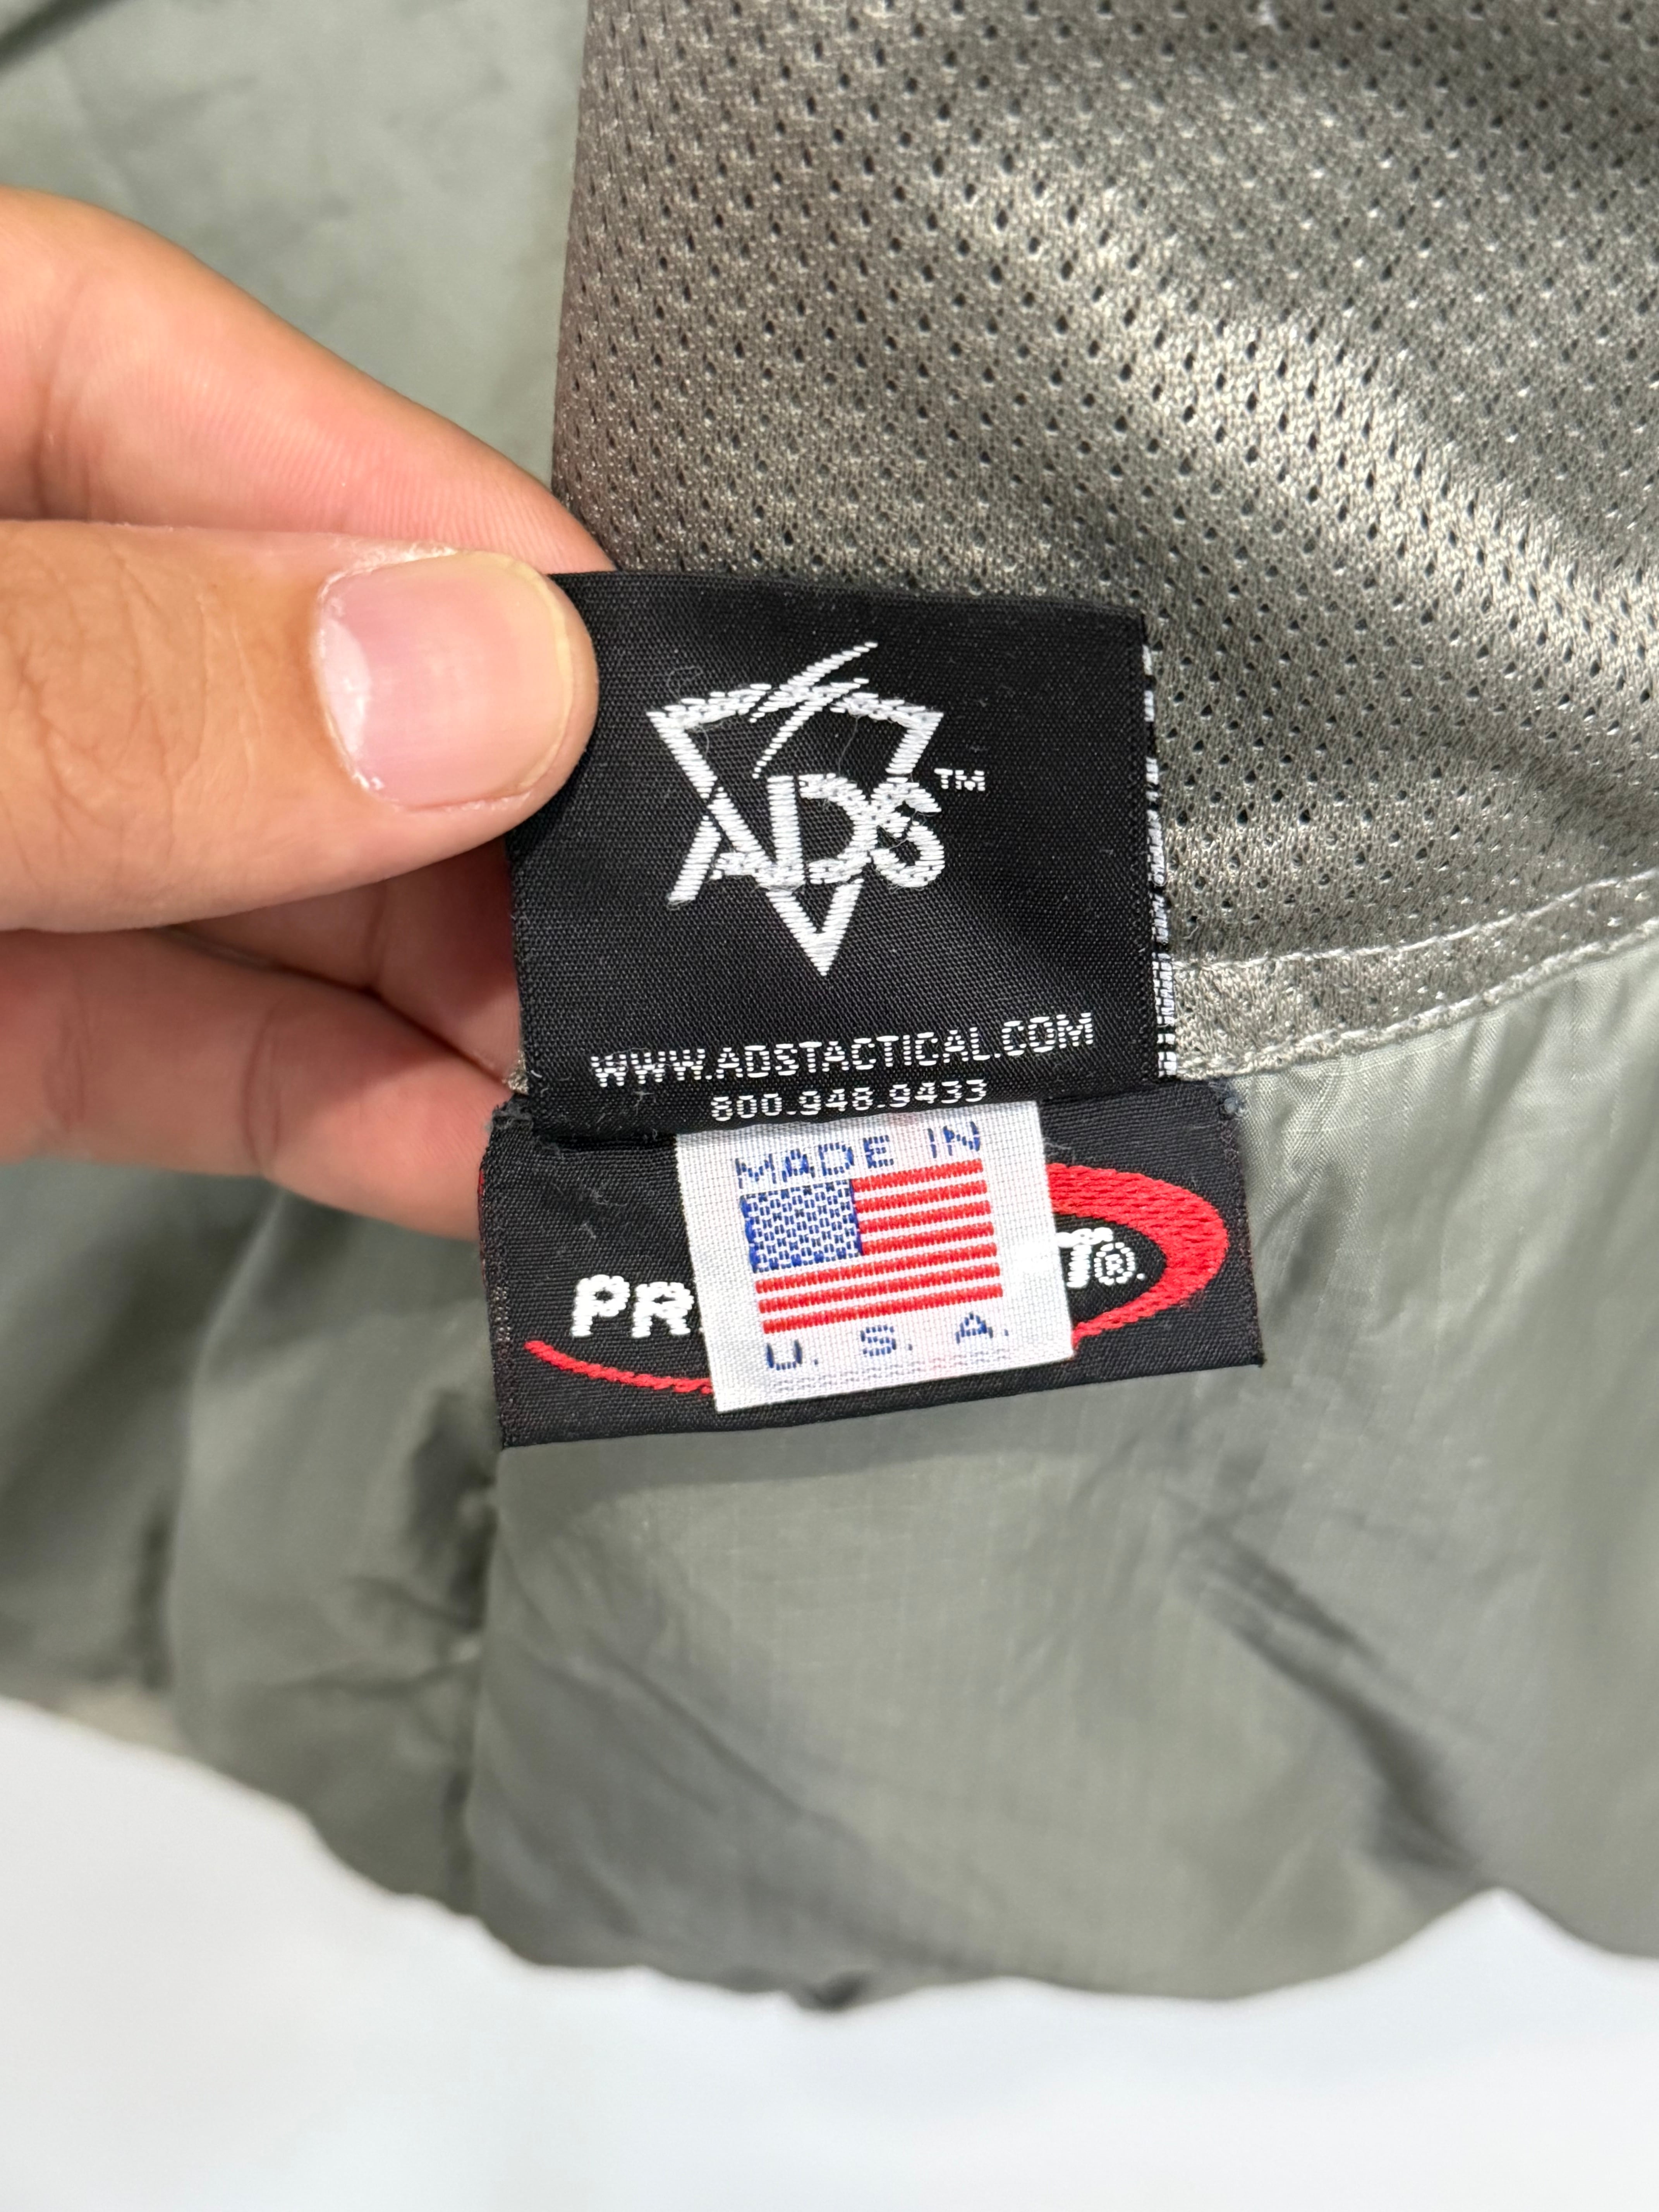 ADS™
WWW.ADSTACTICAL.COM
800.948.9433
MADE IN
U. S. A.